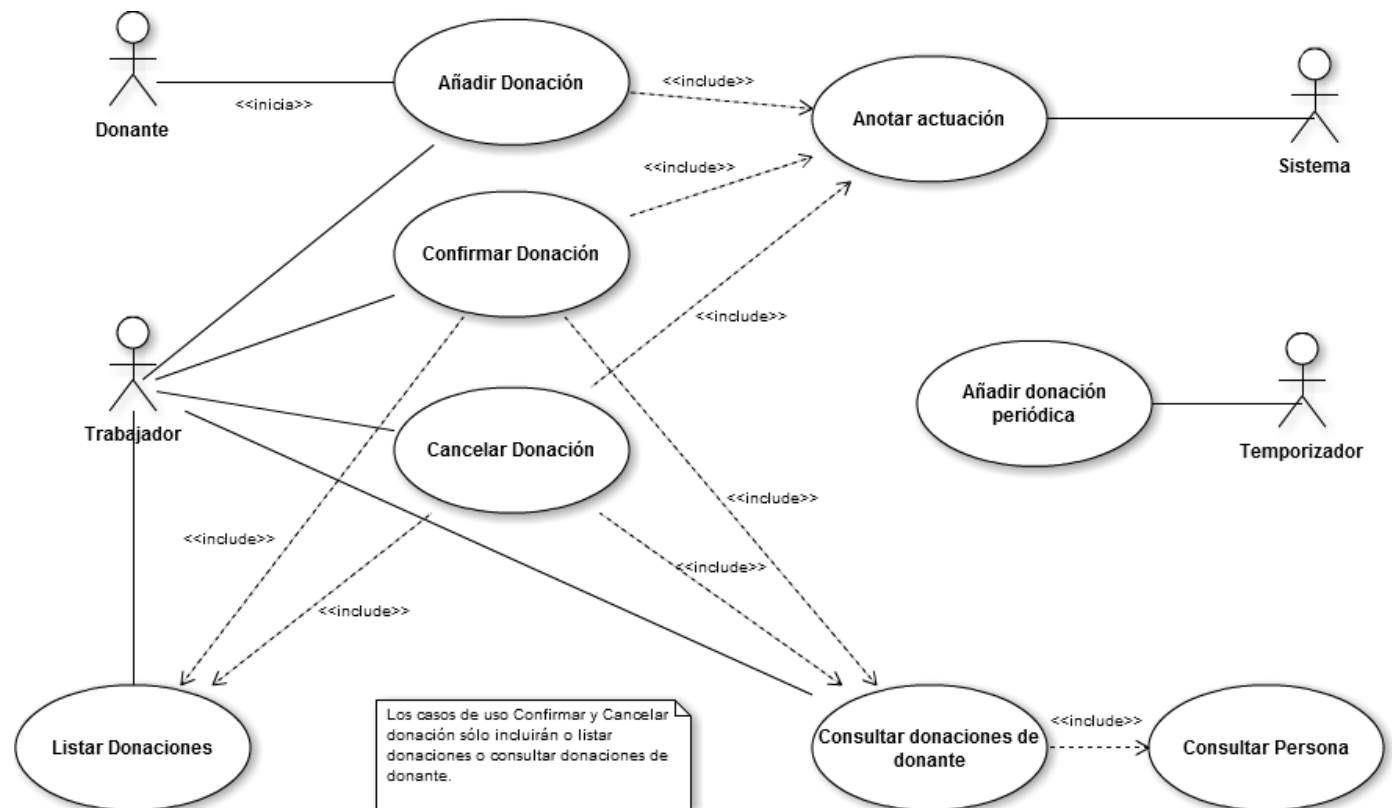 Donante
<<inicia>>
Añadir Donación
<<include>>
Anotar actuación
Sistema
<<include>>
Confirmar Donación
<<include>>
Trabajador
Cancelar Donación
Añadir donación
periódica
Temporizador
<<include>>
<<include>>
<<include>>
<<include>>
Listar Donaciones
Los casos de uso Confirmar y Cancelar
donación sólo incluirán o listar
donaciones o consultar donaciones de
donante.
Consultar donaciones de
donante
<<include>>
Consultar Persona